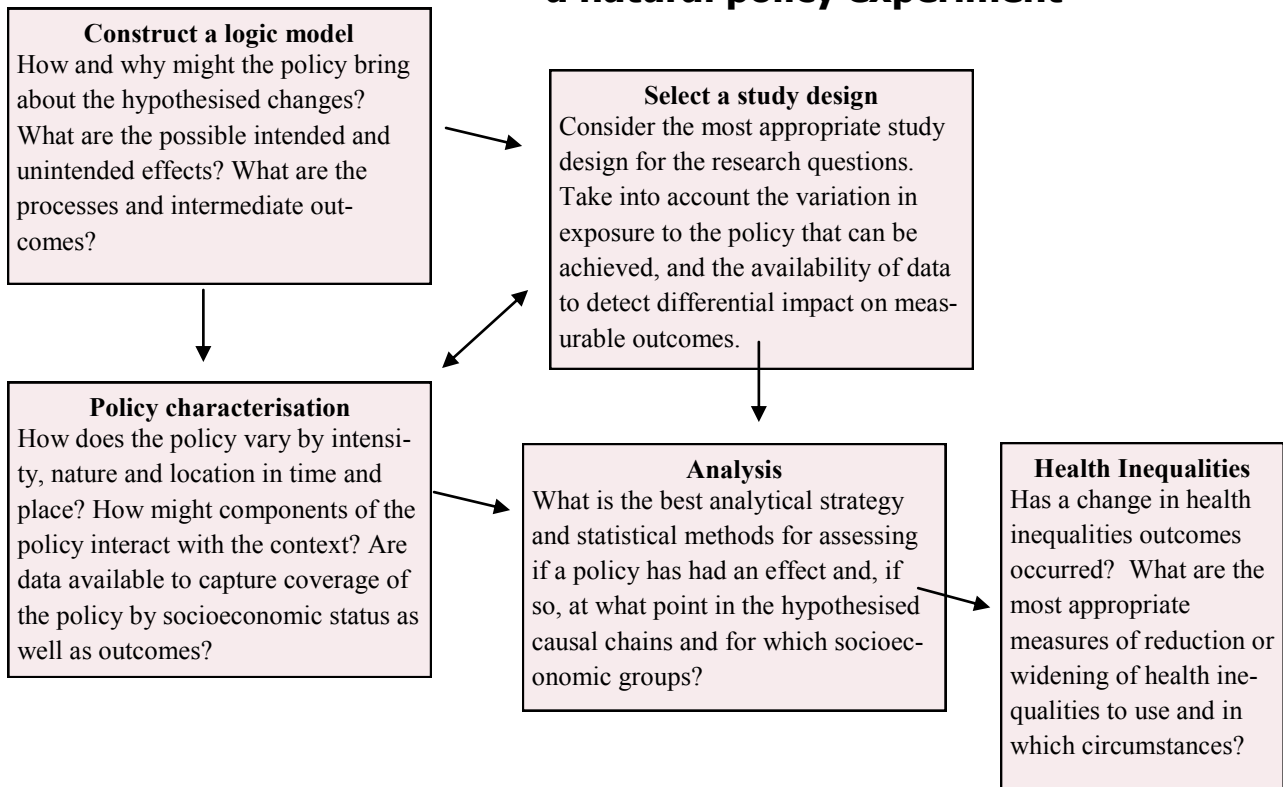 a natural policy experiment
Construct a logic model
How and why might the policy bring
about the hypothesised changes?
What are the possible intended and
unintended effects? What are the
processes and intermediate out-
comes?
Select a study design
Consider the most appropriate study
design for the research questions.
Take into account the variation in
exposure to the policy that can be
achieved, and the availability of data
to detect differential impact on meas-
urable outcomes.
Policy characterisation
How does the policy vary by intensi-
ty, nature and location in time and
place? How might components of the
policy interact with the context? Are
data available to capture coverage of
the policy by socioeconomic status as
well as outcomes?
Analysis
What is the best analytical strategy
and statistical methods for assessing
if a policy has had an effect and, if
so, at what point in the hypothesised
causal chains and for which socioec-
onomic groups?
Health Inequalities
Has a change in health
inequalities outcomes
occurred?  What are the
most appropriate
measures of reduction or
widening of health ine-
qualities to use and in
which circumstances?